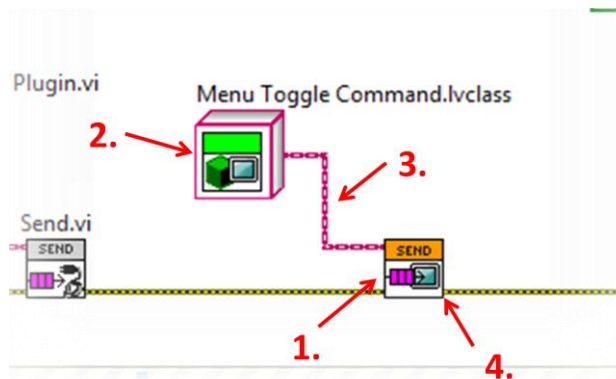 Plugin.vi
Menu Toggle Command.lvclass
2.
3.
Send.vi
SEND
SEND
1.
4.